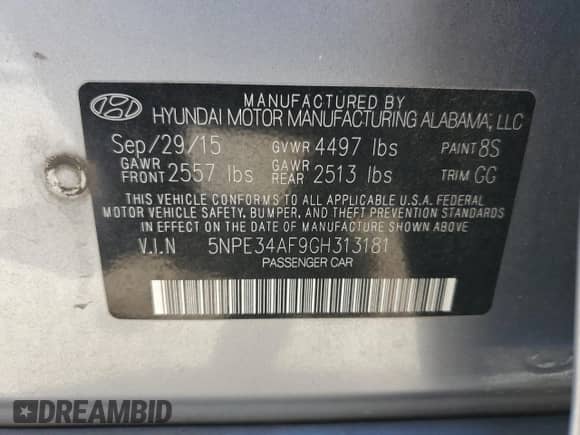 MANUFACTURED BY
HYUNDAI MOTOR MANUFACTURING ALABAMA, LLC
Sep/29/15 GVWR 4497 lbs PAINT 8S
GAWR FRONT 2557 lbs GAWR REAR 2513 lbs TRIM GG
THIS VEHICLE CONFORMS TO ALL APPLICABLE U.S.A. FEDERAL
MOTOR VEHICLE SAFETY, BUMPER, AND THEFT PREVENTION STANDARDS
IN EFFECT ON THE DATE OF MANUFACTURE SHOWN ABOVE.
V.I.N 5NPE34AF9GH313181
PASSENGER CAR
DREAMBID